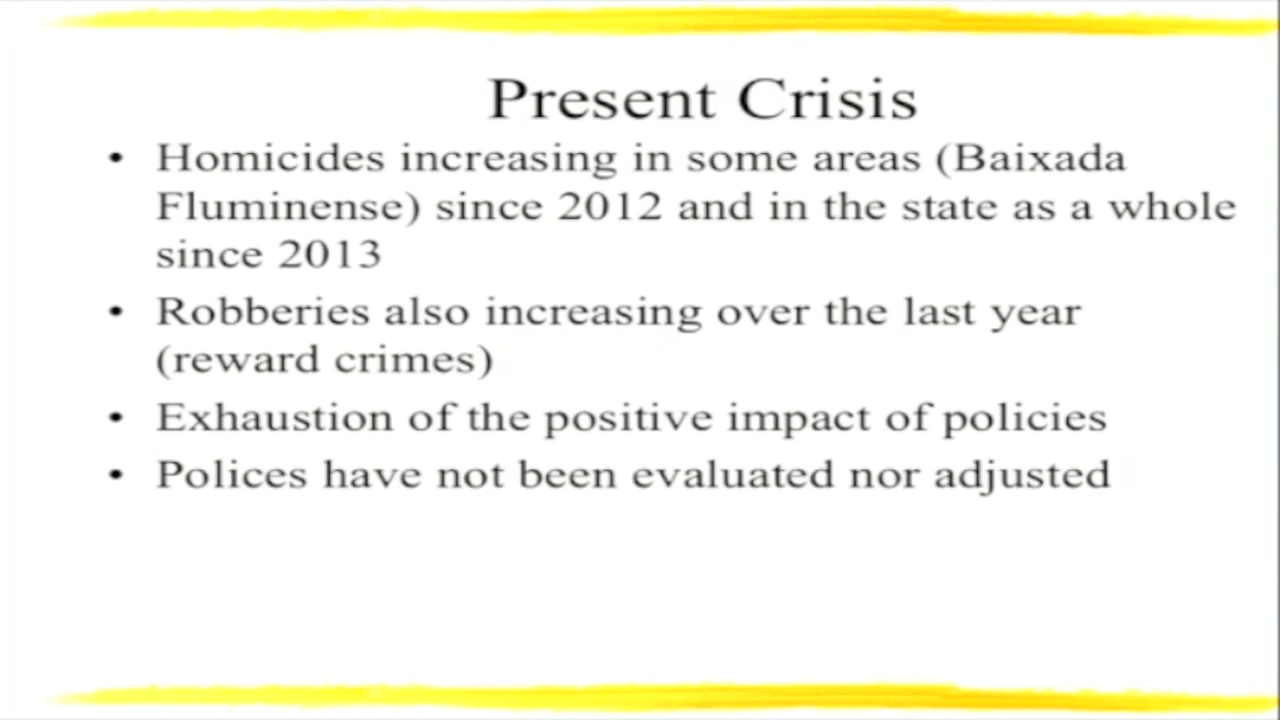 Present Crisis
• Homicides increasing in some areas (Baixada
Fluminense) since 2012 and in the state as a whole
since 2013
• Robberies also increasing over the last year
(reward crimes)
• Exhaustion of the positive impact of policies
• Polices have not been evaluated nor adjusted